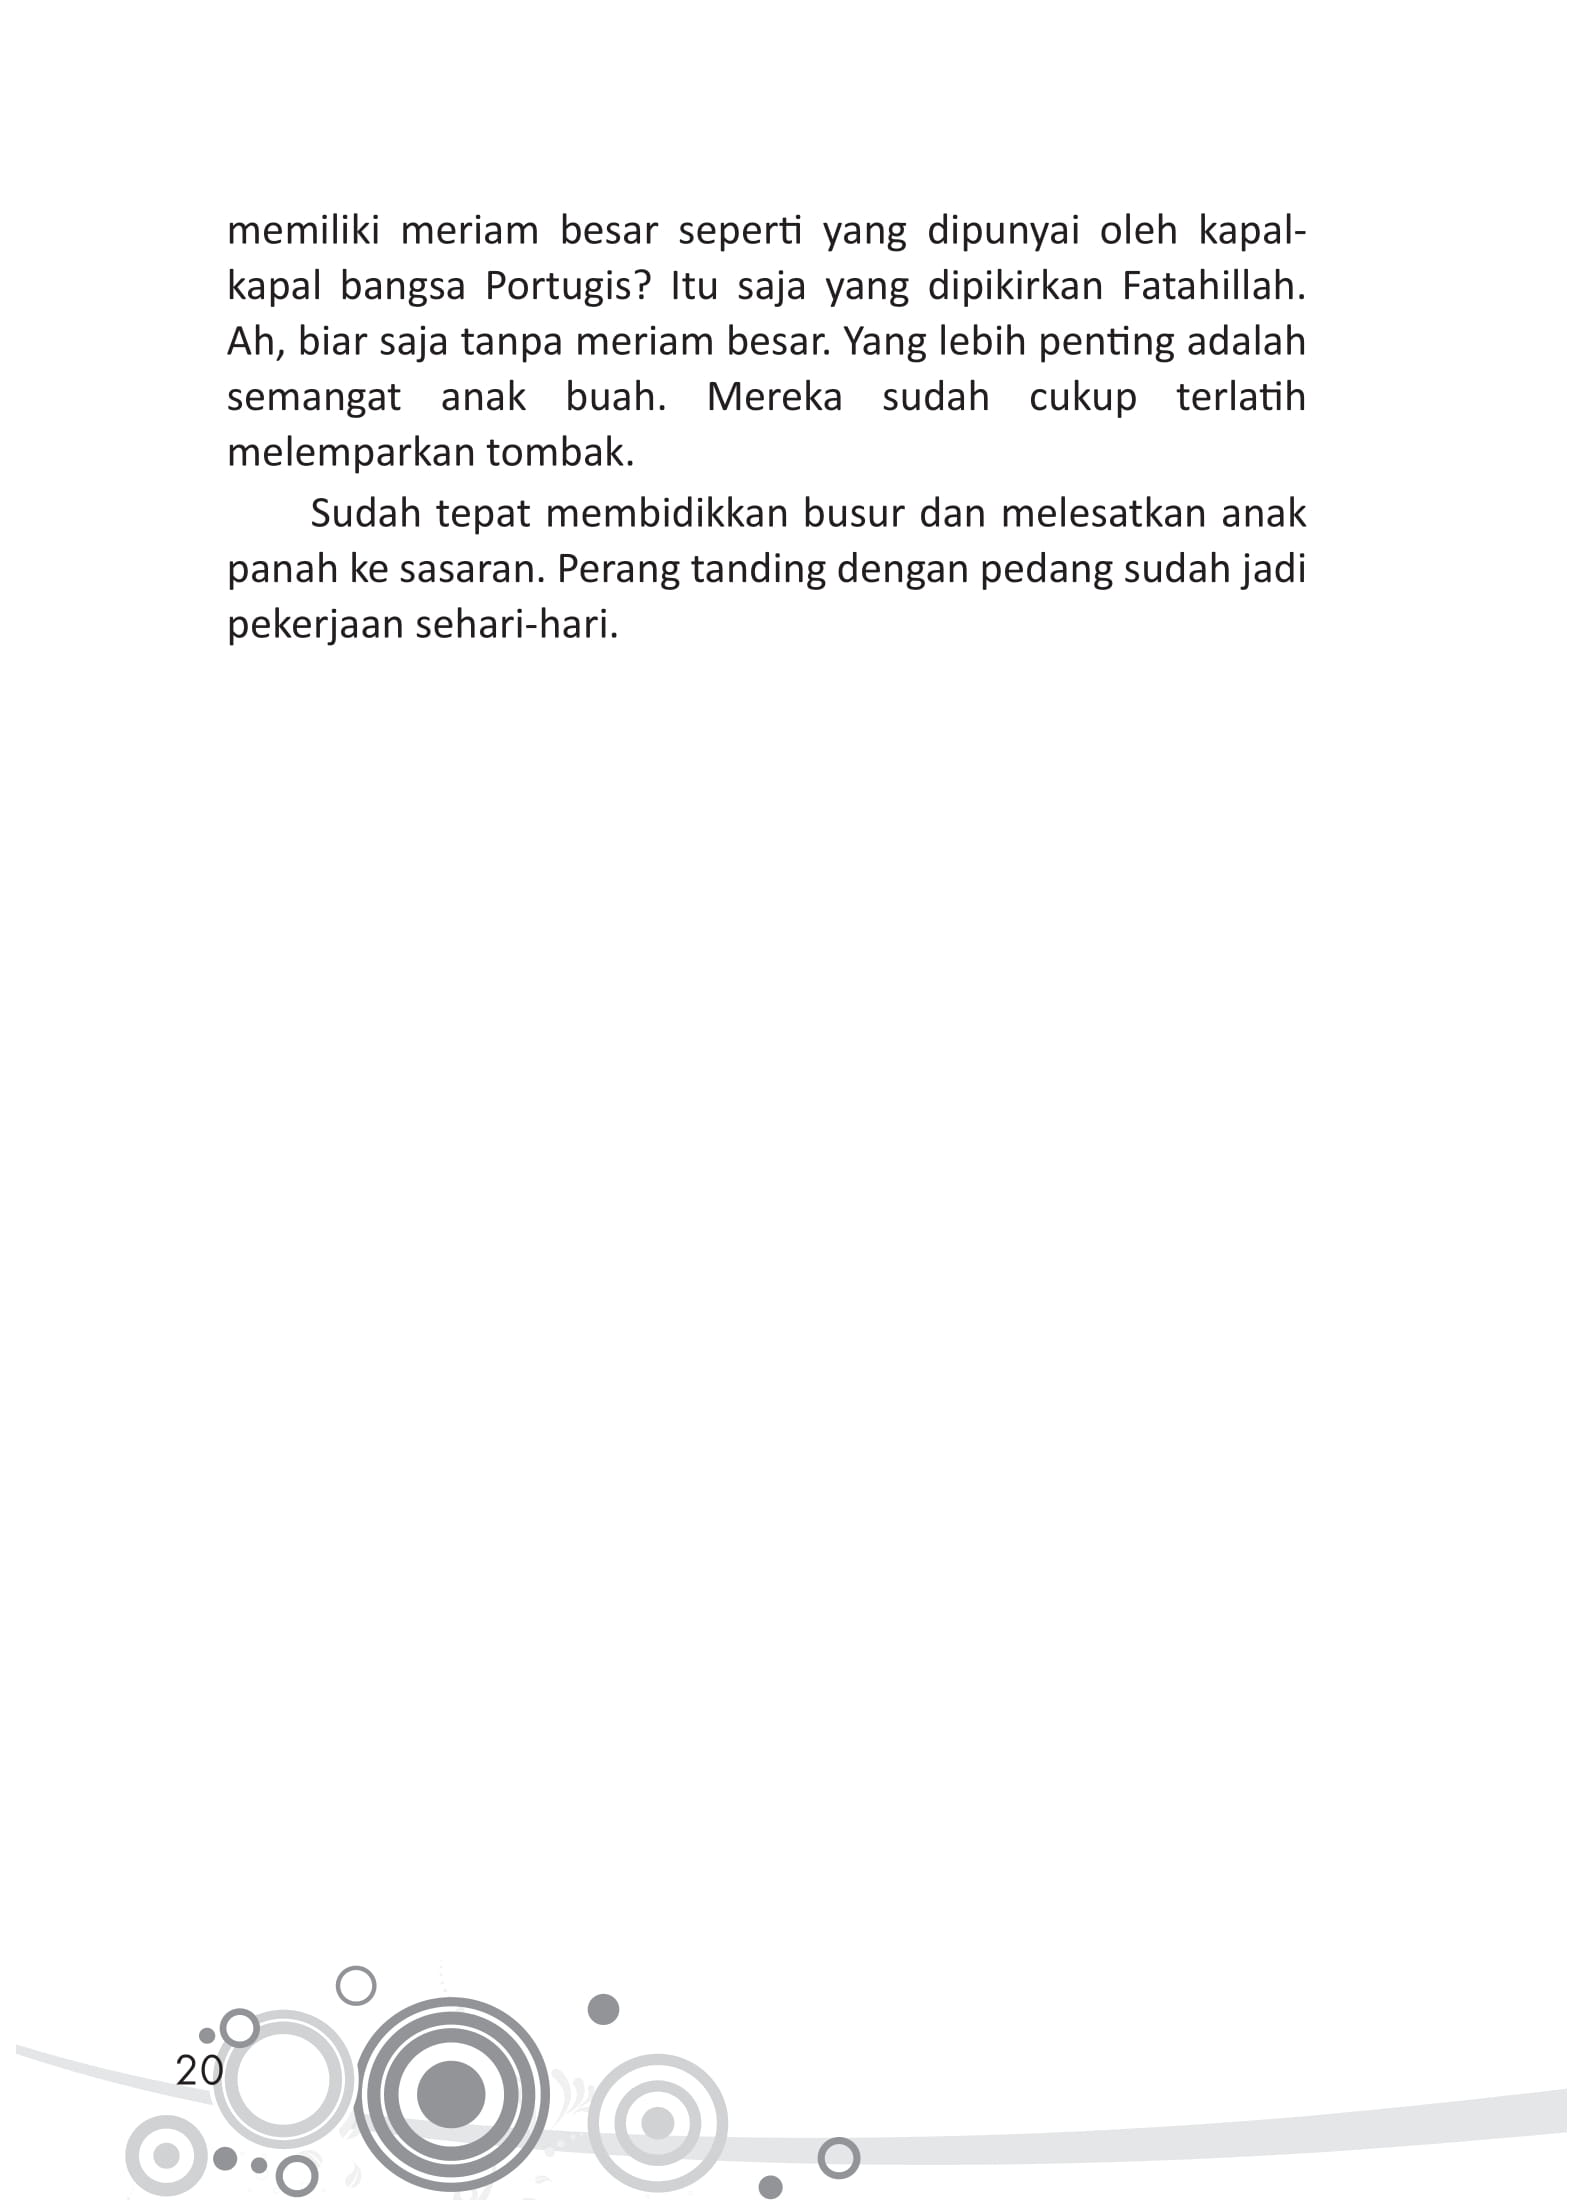 memiliki meriam besar seperti yang dipunyai oleh kapal-
kapal bangsa Portugis? Itu saja yang dipikirkan Fatahillah.
Ah, biar saja tanpa meriam besar. Yang lebih penting adalah
semangat anak buah. Mereka sudah cukup terlatih
melemparkan tombak.
Sudah tepat membidikkan busur dan melesatkan anak
panah ke sasaran. Perang tanding dengan pedang sudah jadi
pekerjaan sehari-hari.
20